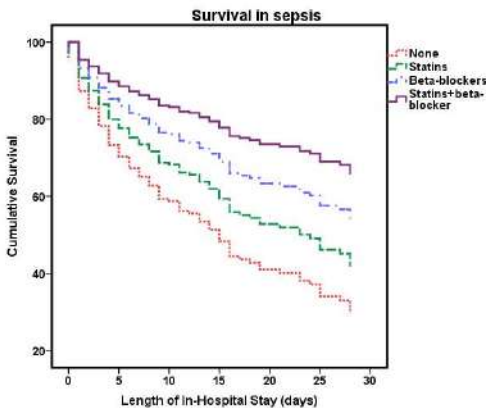 Survival in sepsis
100
80
60
40
20
0
5
10
15
20
25
30
Cumulative Survival
Length of In-Hospital Stay (days)
None
Statins
Beta-blockers
Statins+beta-
blocker